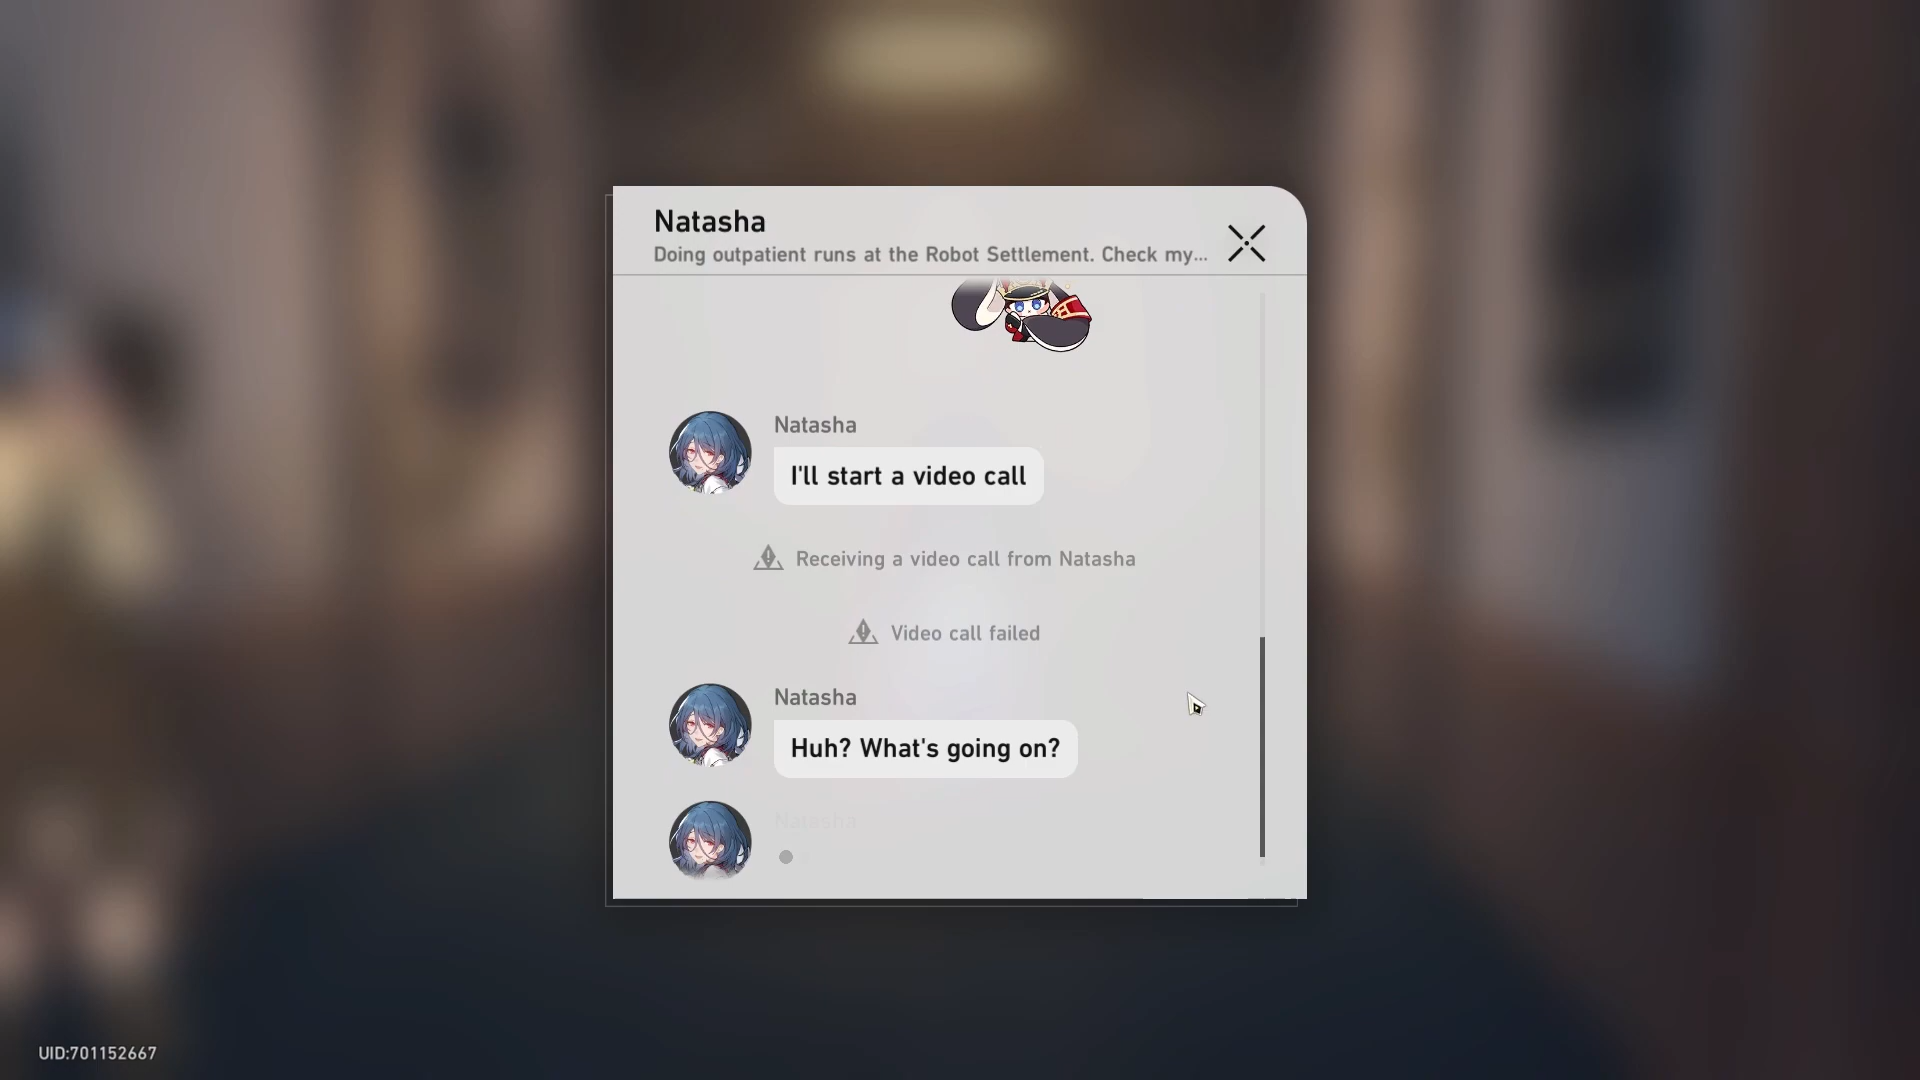 Natasha
Doing outpatient runs at the Robot Settlement. Check my...
Natasha
I'll start a video call
Receiving a video call from Natasha
Video call failed
Natasha
Huh? What's going on?
Natasha
UID:701152667